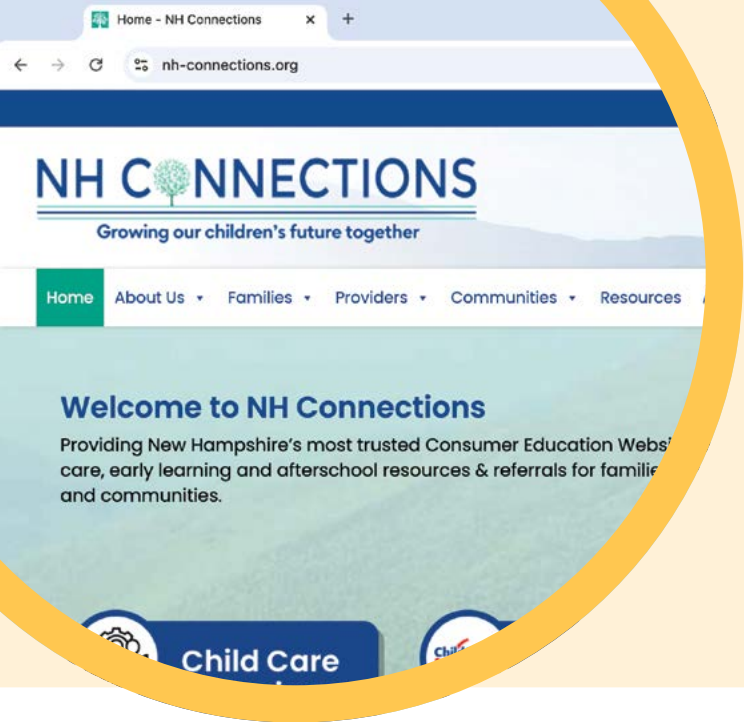 Home - NH Connections
nh-connections.org
NH CONNECTIONS
Growing our children's future together
Home About Us Families Providers Communities Resources
Welcome to NH Connections
Providing New Hampshire's most trusted Consumer Education
care, early learning and afterschool resources & referrals for
and communities.
Child Care